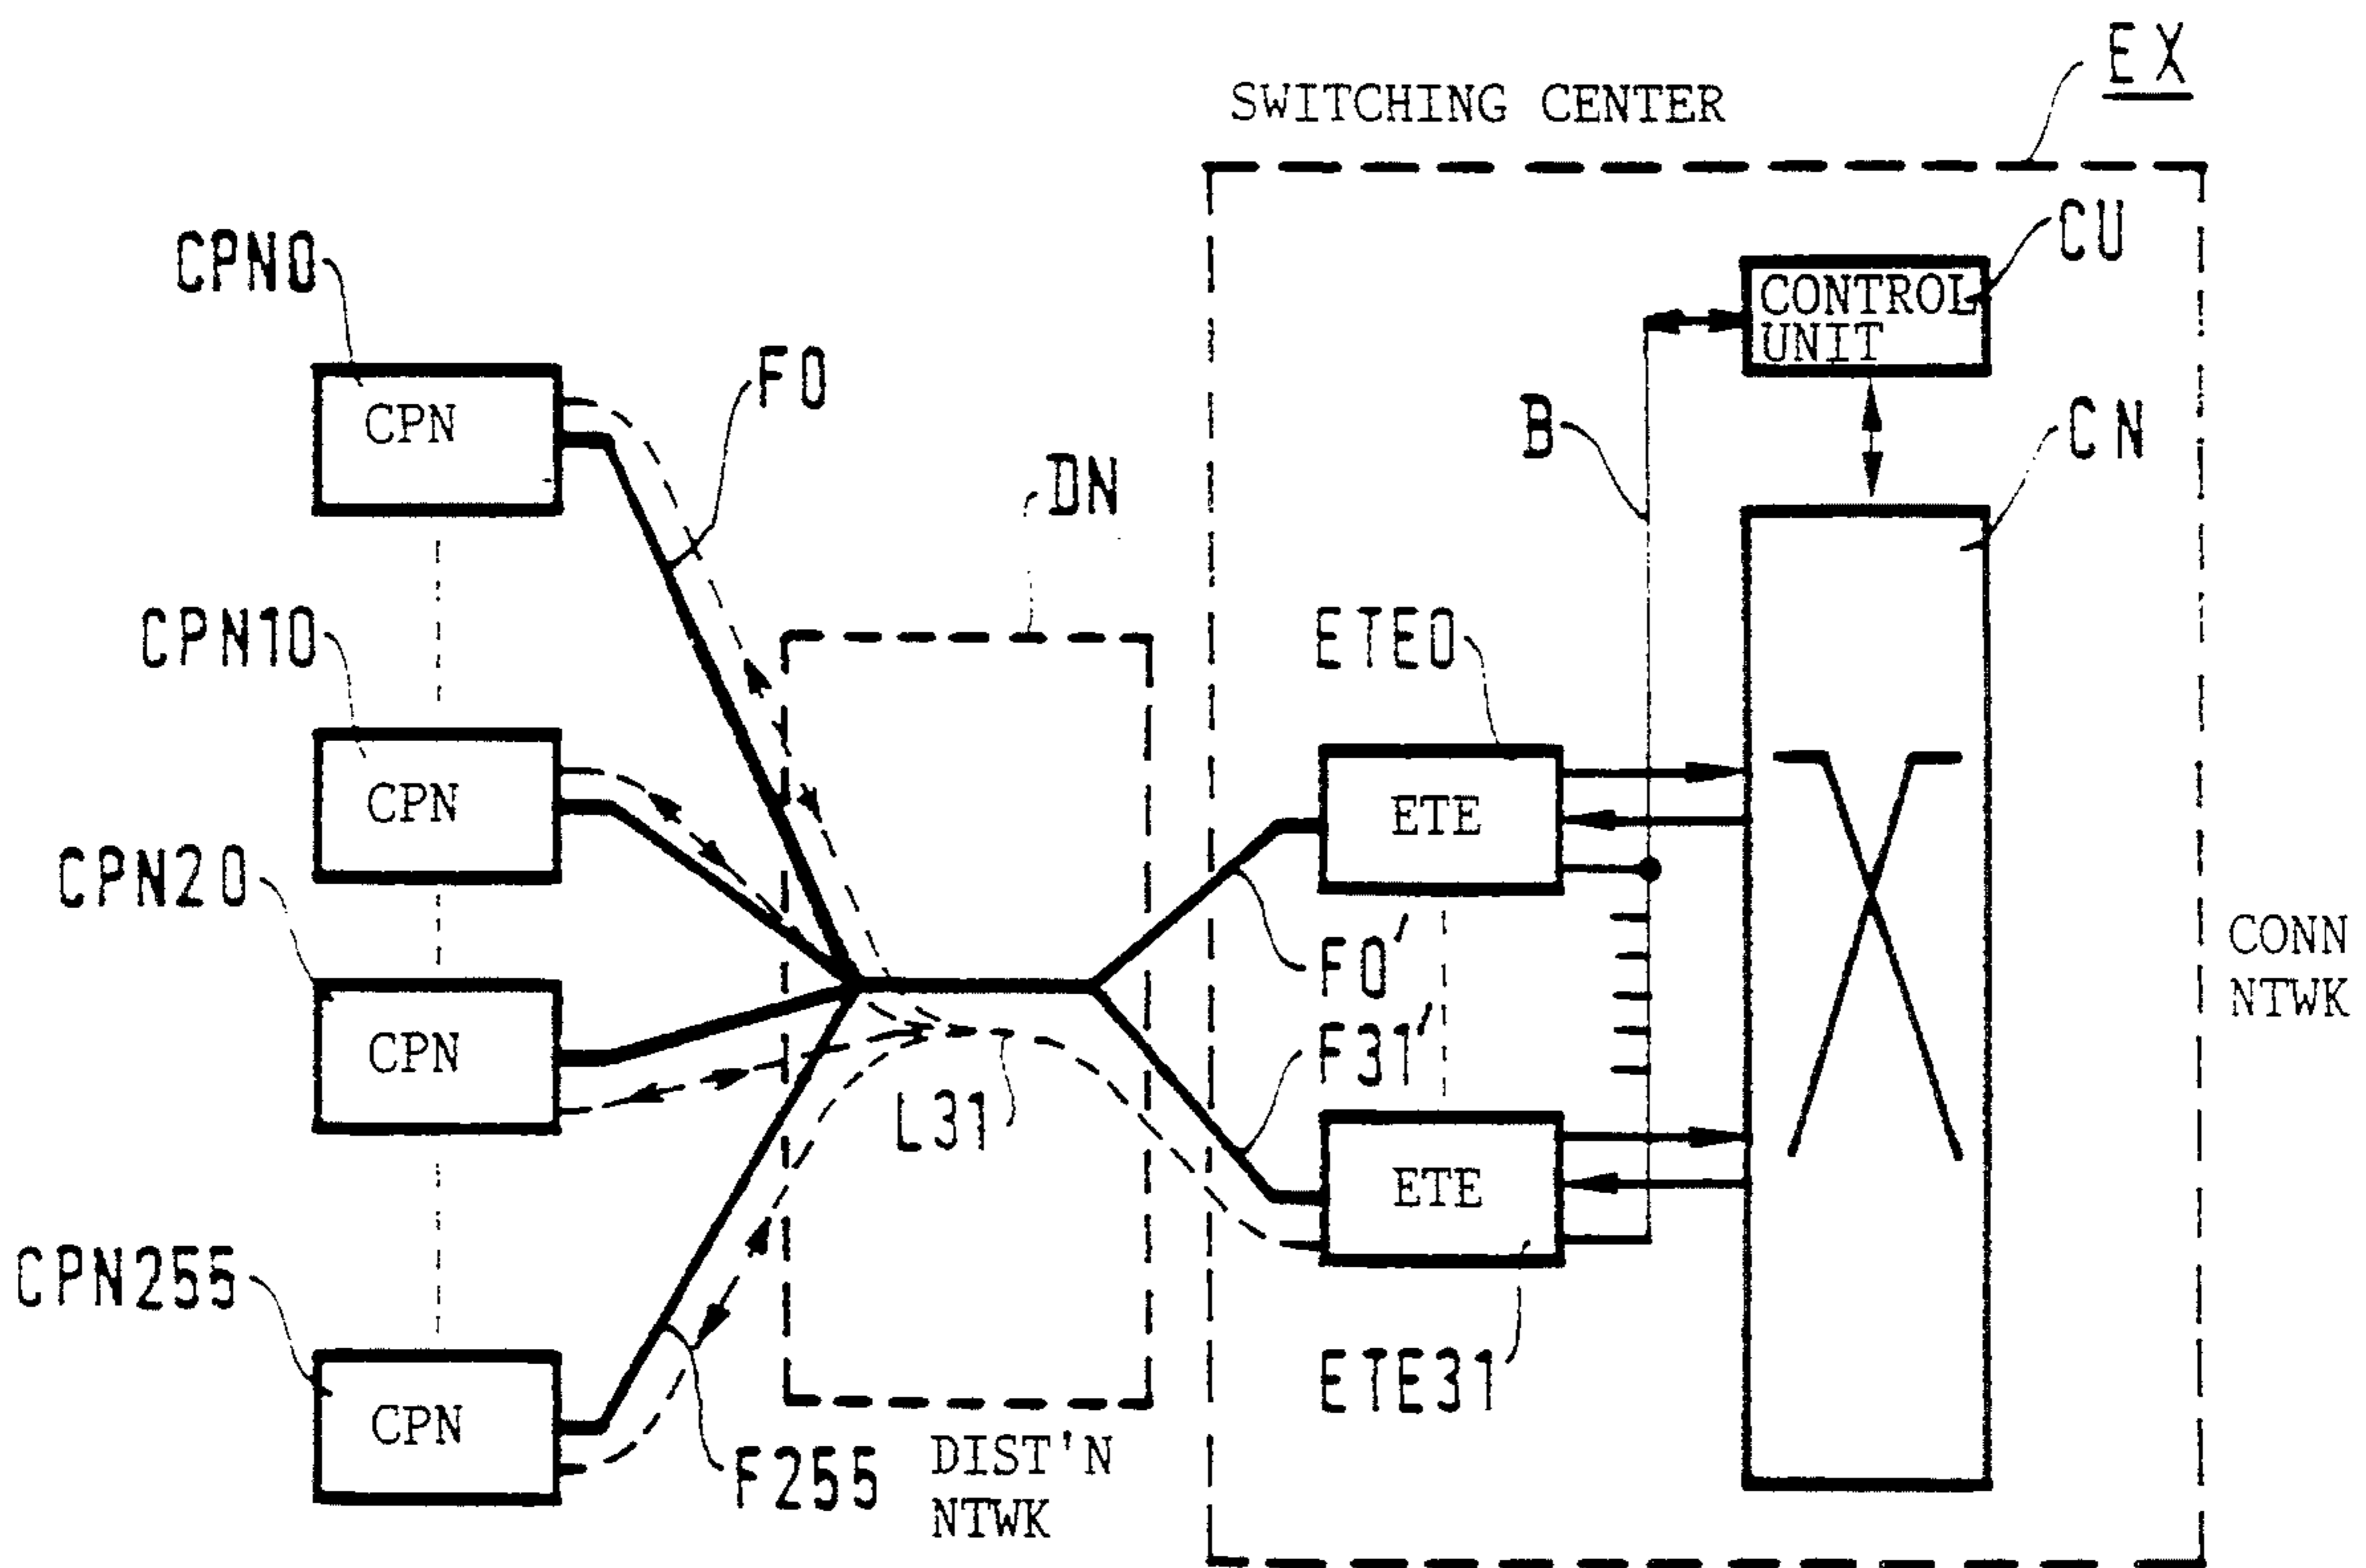 EX
SWITCHING CENTER
CU
CPN0
CONTROL
UNIT
F0
CPN
B
CN
DN
CPN10
ETE0
CPN
ETE
CPN20
F0'
CONN
NTWK
CPN
F31'
L31
ETE
CPN255
ETE31
CPN
F255
DIST'N
NTWK